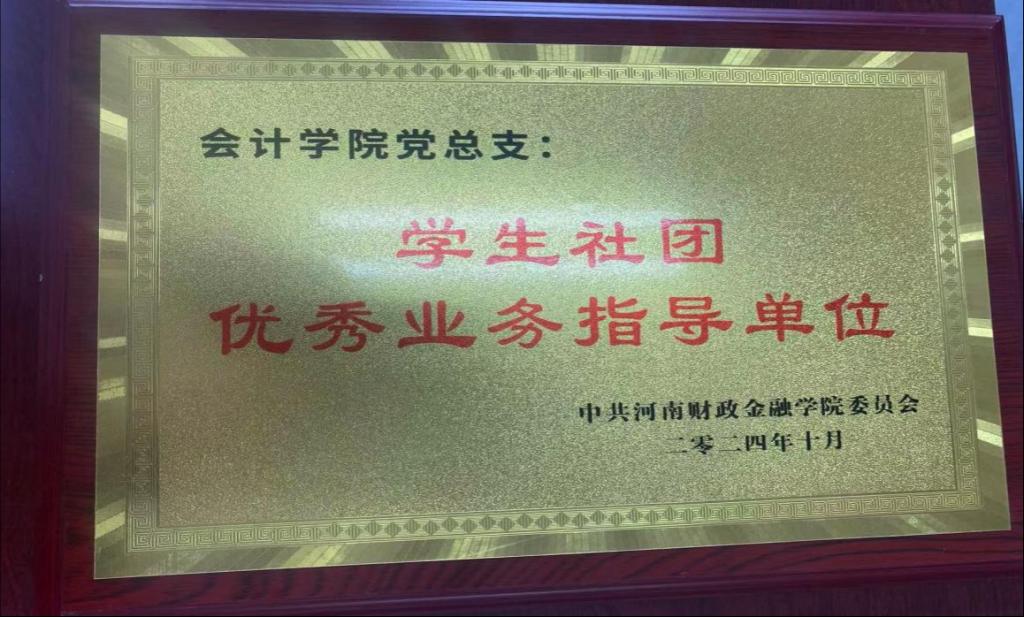 会计学院党总支：
学生社团
优秀业务指导单位
中共河南财政金融学院委员会
二零二四年十月